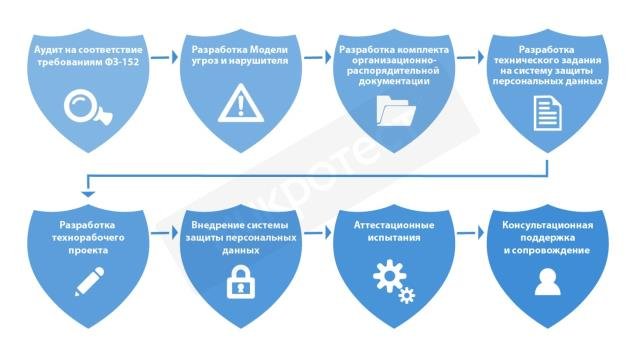 Аудит на соответствие
требованиям ФЗ-152
Разработка Модели
угроз и нарушителя
Разработка комплекта
организационно-
распорядительной
документации
Разработка
технического задания
на систему защиты
персональных данных
Разработка
технорабочего
проекта
Внедрение системы
защиты персональных
данных
Аттестационные
испытания
Консультационная
поддержка
и сопровождение